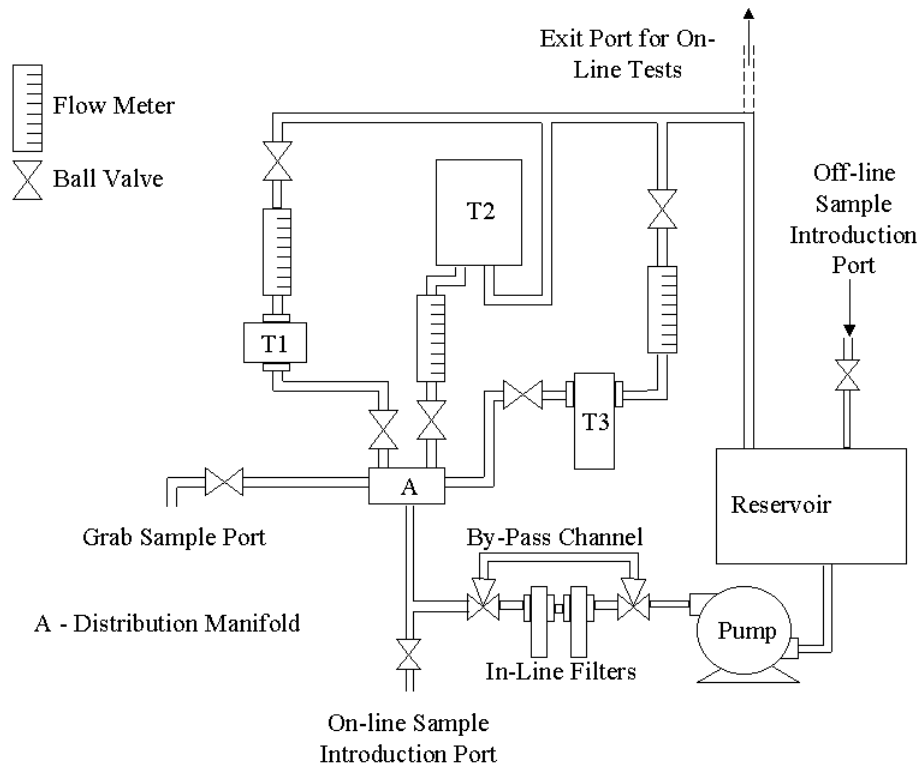 Exit Port for On-
Line Tests
Flow Meter
Ball Valve
Off-line
Sample
Introduction
Port
T2
T1
T3
A
Reservoir
Grab Sample Port
By-Pass Channel
A - Distribution Manifold
Pump
In-Line Filters
On-line Sample
Introduction Port